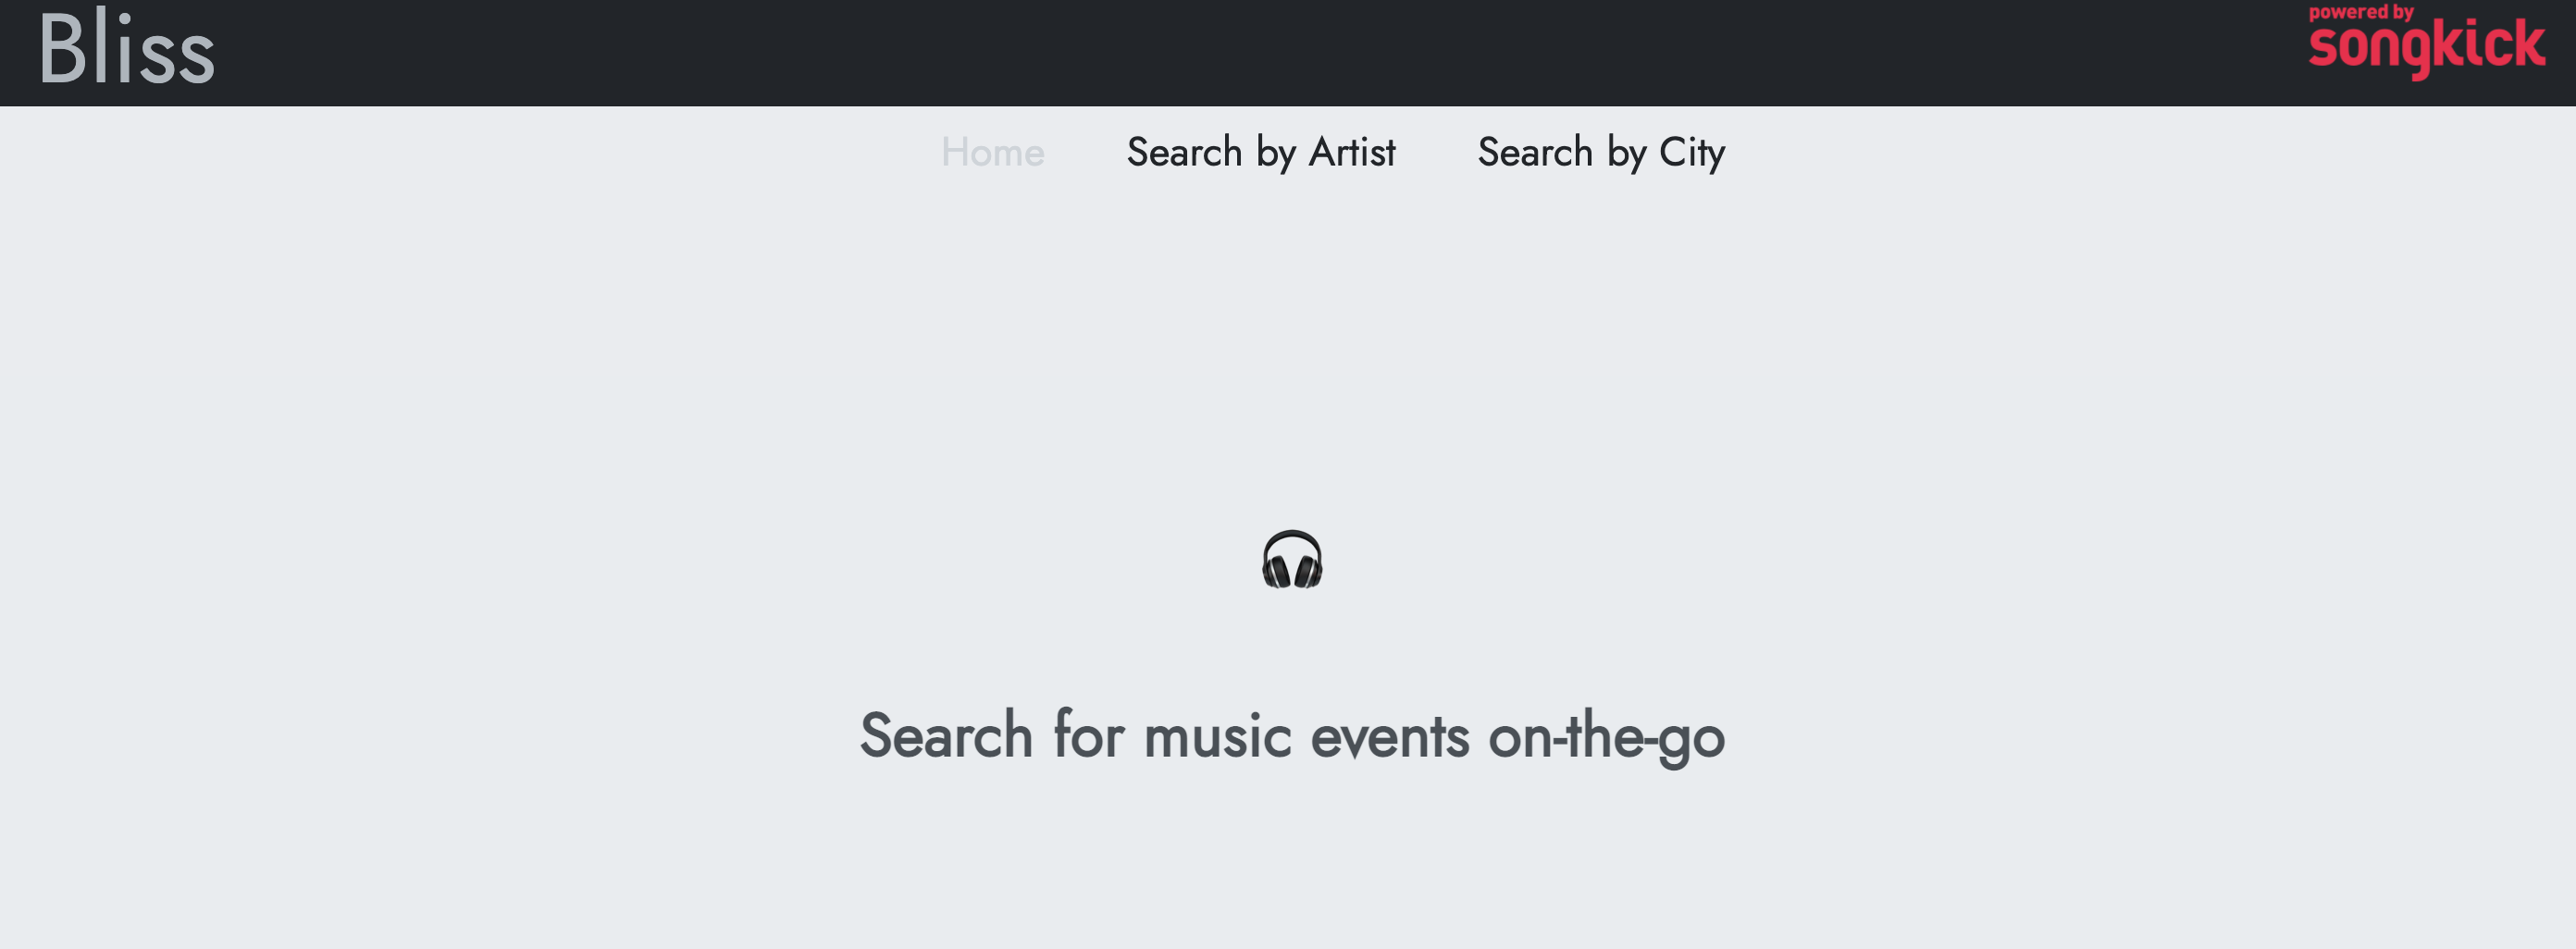 Bliss
powered by
songkick
Home Search by Artist Search by City
Search for music events on-the-go